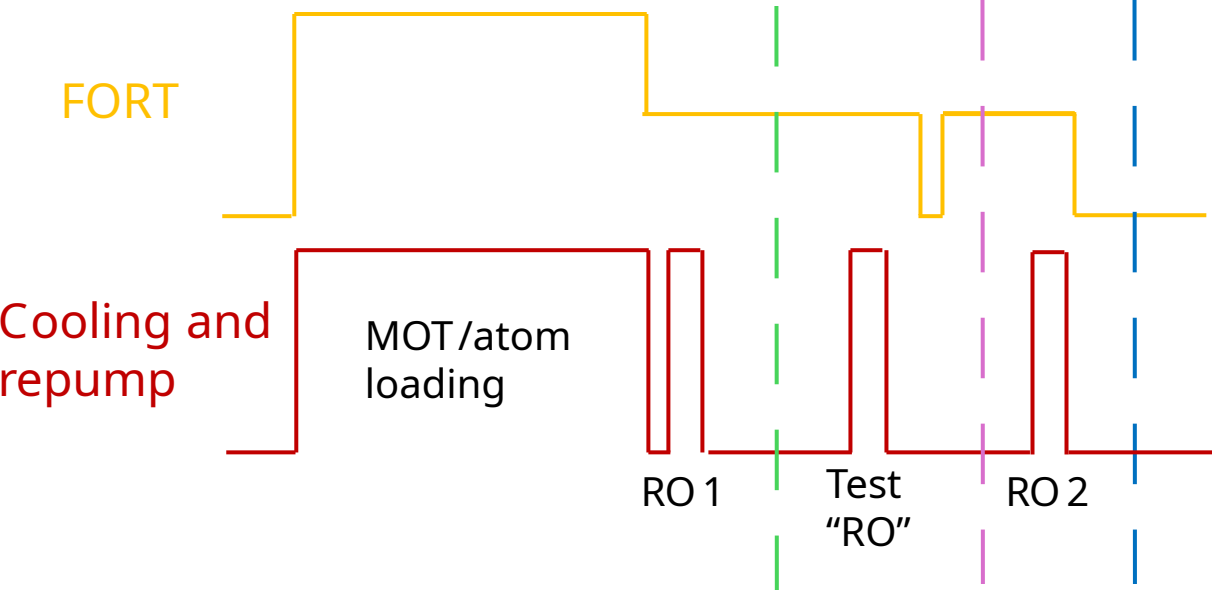 FORT
Cooling and
repump
MOT/atom
loading
RO 1
Test
“RO”
RO 2